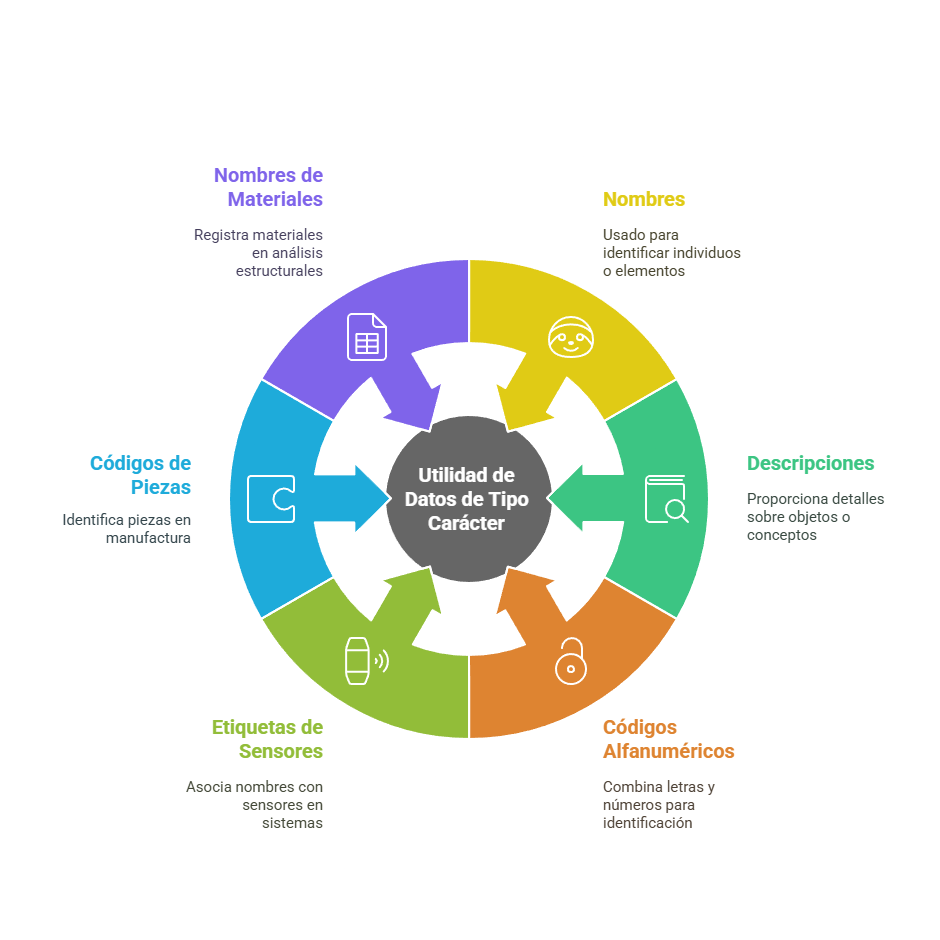 Nombres de
Materiales
Registra materiales
en análisis
estructurales
Nombres
Usado para
identificar individuos
o elementos
Códigos de
Piezas
Identifica piezas en
manufactura
Utilidad de
Datos de Tipo
Carácter
Descripciones
Proporciona detalles
sobre objetos o
conceptos
Etiquetas de
Sensores
Asocia nombres con
sensores en
sistemas
Códigos
Alfanuméricos
Combina letras y
números para
identificación